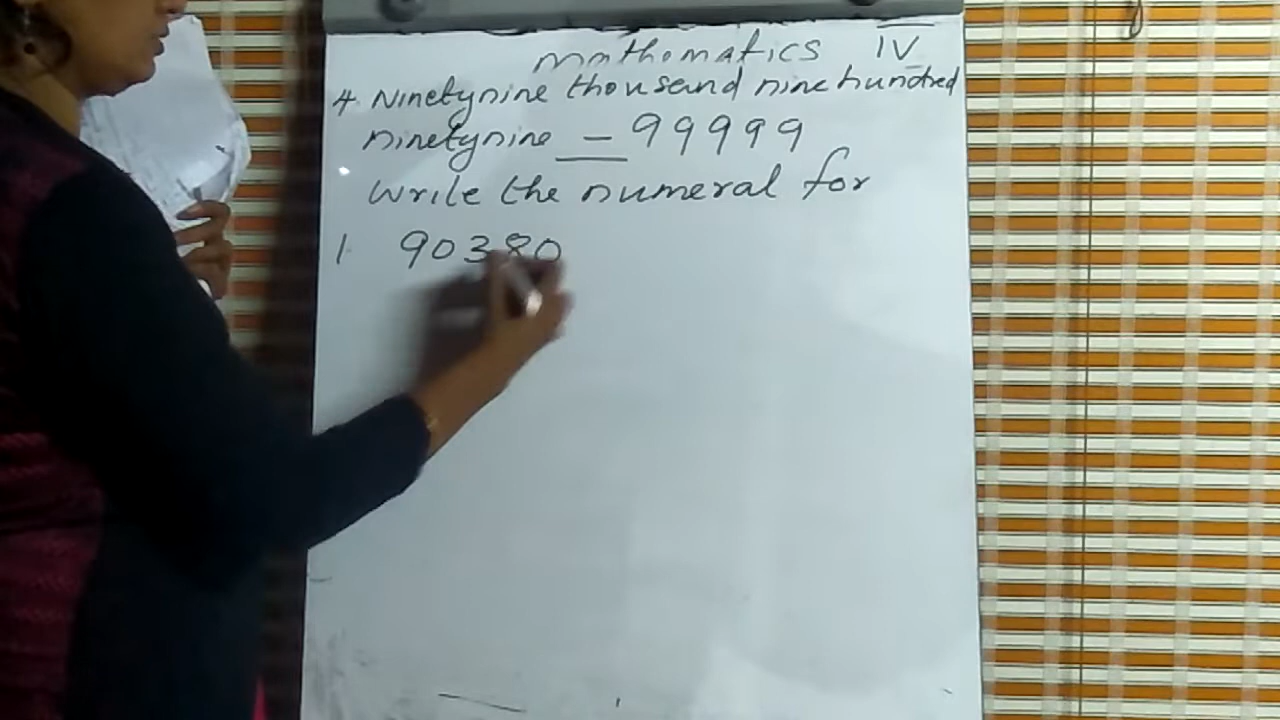 Mathematics IV
4. Ninetynine thousand nine hundred
ninetynine — 99999
Write the numeral for
1 90380